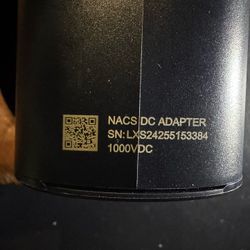 NACS DC ADAPTER
SN: LXS24255153384
1000VDC